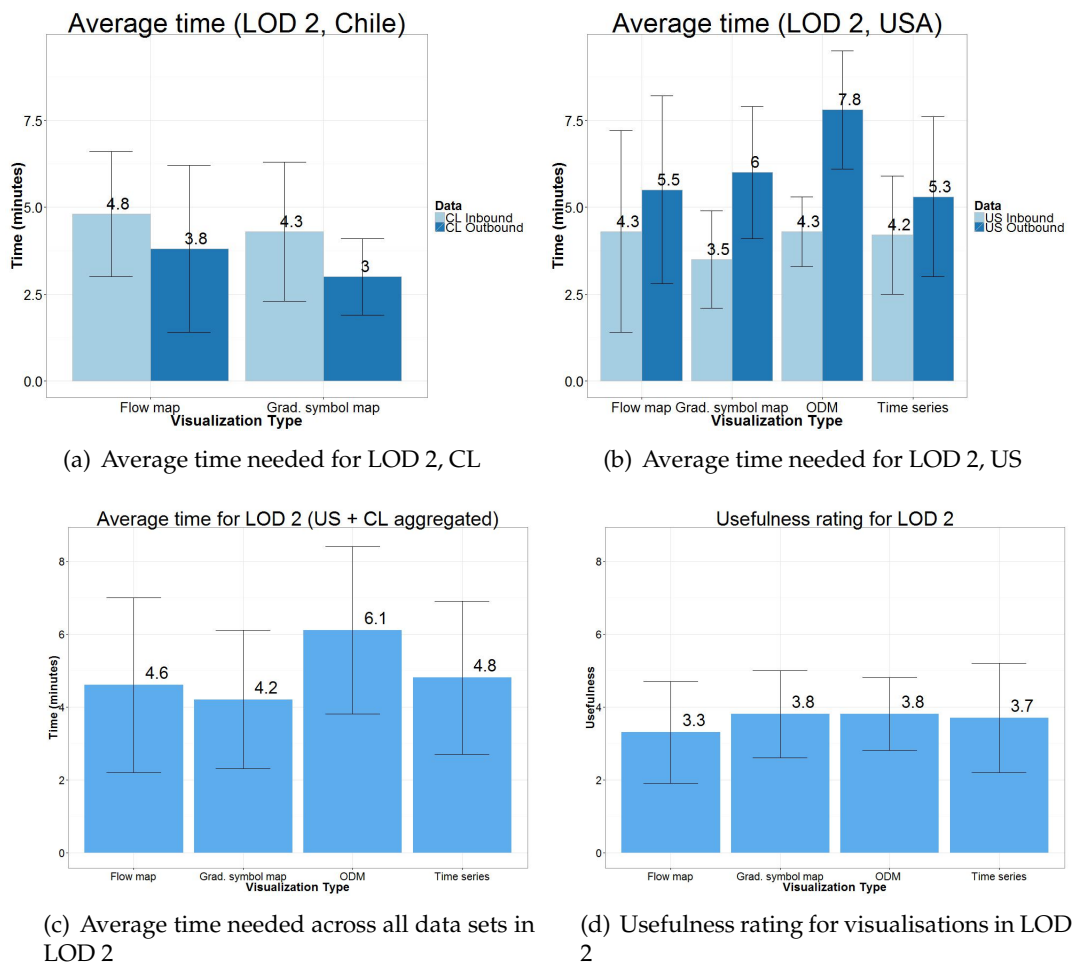 Average time (LOD 2, Chile)
7.5
5.0
2.5
0.0
Time (minutes)
4.8
3.8
4.3
3
Data
CL Inbound
CL Outbound
Flow map
Grad. symbol map
Visualization Type
(a) Average time needed for LOD 2, CL
Average time (LOD 2, USA)
7.5
5.0
2.5
0.0
Time (minutes)
4.3
5.5
3.5
6
4.3
7.8
4.2
5.3
Data
US Inbound
US Outbound
Flow map
Grad. symbol map
ODM
Time series
Visualization Type
(b) Average time needed for LOD 2, US
Average time for LOD 2 (US + CL aggregated)
8
6
4
2
0
Time (minutes)
4.6
4.2
6.1
4.8
Flow map
Grad. symbol map
ODM
Time series
Visualization Type
(c) Average time needed across all data sets in
LOD 2
Usefulness rating for LOD 2
8
6
4
2
0
Usefulness
3.3
3.8
3.8
3.7
Flow map
Grad. symbol map
ODM
Time series
Visualization Type
(d) Usefulness rating for visualisations in LOD
2